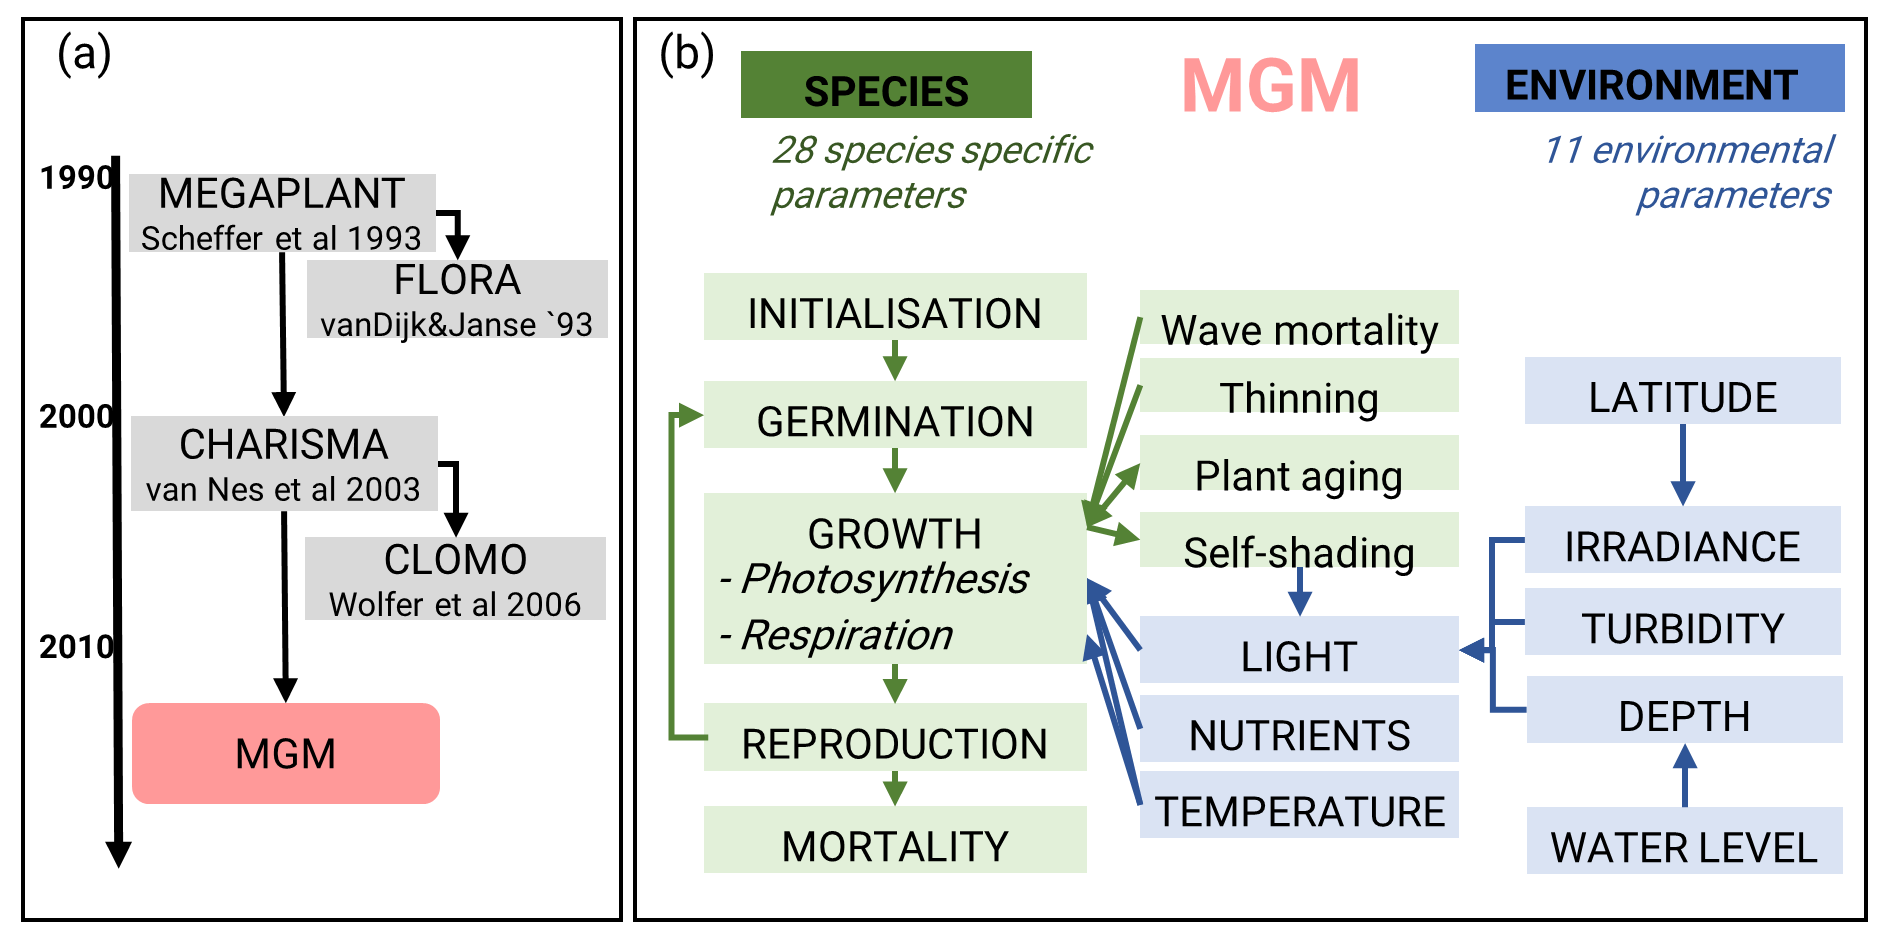 (a)
1990
MEGAPLANT
Scheffer et al 1993
FLORA
vanDijk&Janse `93
2000
CHARISMA
van Nes et al 2003
CLOMO
Wolfer et al 2006
2010
MGM
(b)
SPECIES
28 species specific
parameters
MGM
ENVIRONMENT
11 environmental
parameters
INITIALISATION
GERMINATION
GROWTH
- Photosynthesis
- Respiration
REPRODUCTION
MORTALITY
Wave mortality
Thinning
Plant aging
Self-shading
LIGHT
NUTRIENTS
TEMPERATURE
LATITUDE
IRRADIANCE
TURBIDITY
DEPTH
WATER LEVEL